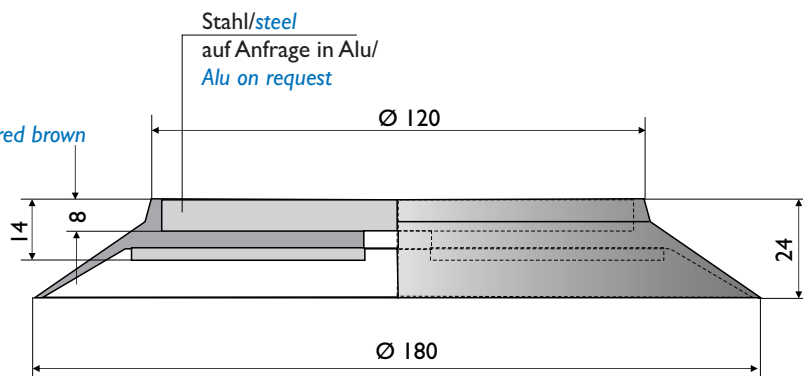 Stahl/steel
auf Anfrage in Alu/
Alu on request
red brown
Ø 120
14
8
24
Ø 180